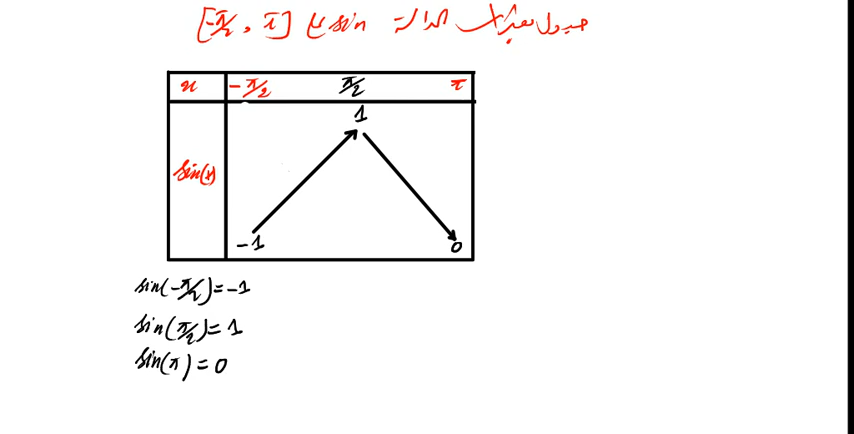 جدول تغيرات الدالة sin على [-π/2, π]
x -π/2 π/2 π
1
sin(x)
-1 0
sin(-π/2)=-1
sin(π/2)=1
sin(π)=0